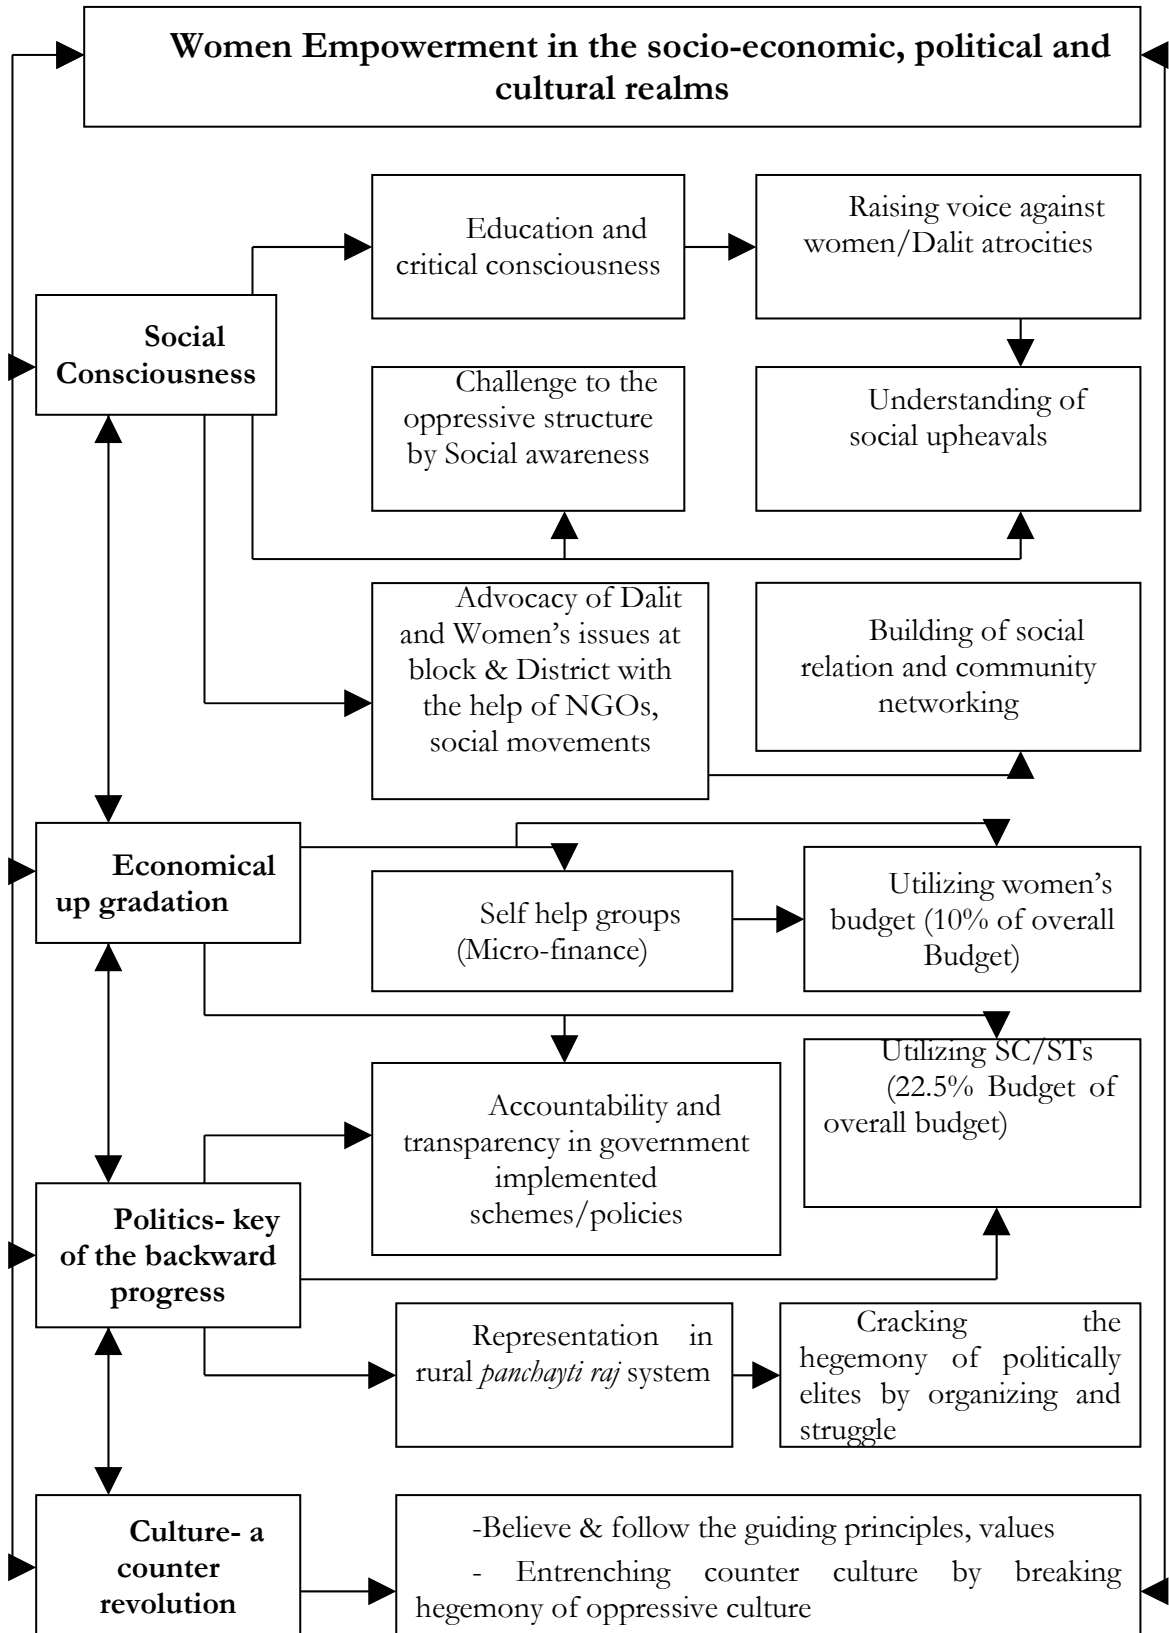 Women Empowerment in the socio-economic, political and
cultural realms
Education and
critical consciousness
Raising voice against
women/Dalit atrocities
Social
Consciousness
Challenge to the
oppressive structure
by Social awareness
Understanding of
social upheavals
Advocacy of Dalit
and Women’s issues at
block & District with
the help of NGOs,
social movements
Building of social
relation and community
networking
Economical
up gradation
Self help groups
(Micro-finance)
Utilizing women’s
budget (10% of overall
Budget)
Utilizing SC/STs
(22.5% Budget of
overall budget)
Accountability and
transparency in government
implemented
schemes/policies
Politics- key
of the backward
progress
Representation in
rural panchayti raj system
Cracking the
hegemony of politically
elites by organizing and
struggle
Culture- a
counter
revolution
-Believe & follow the guiding principles, values
- Entrenching counter culture by breaking
hegemony of oppressive culture